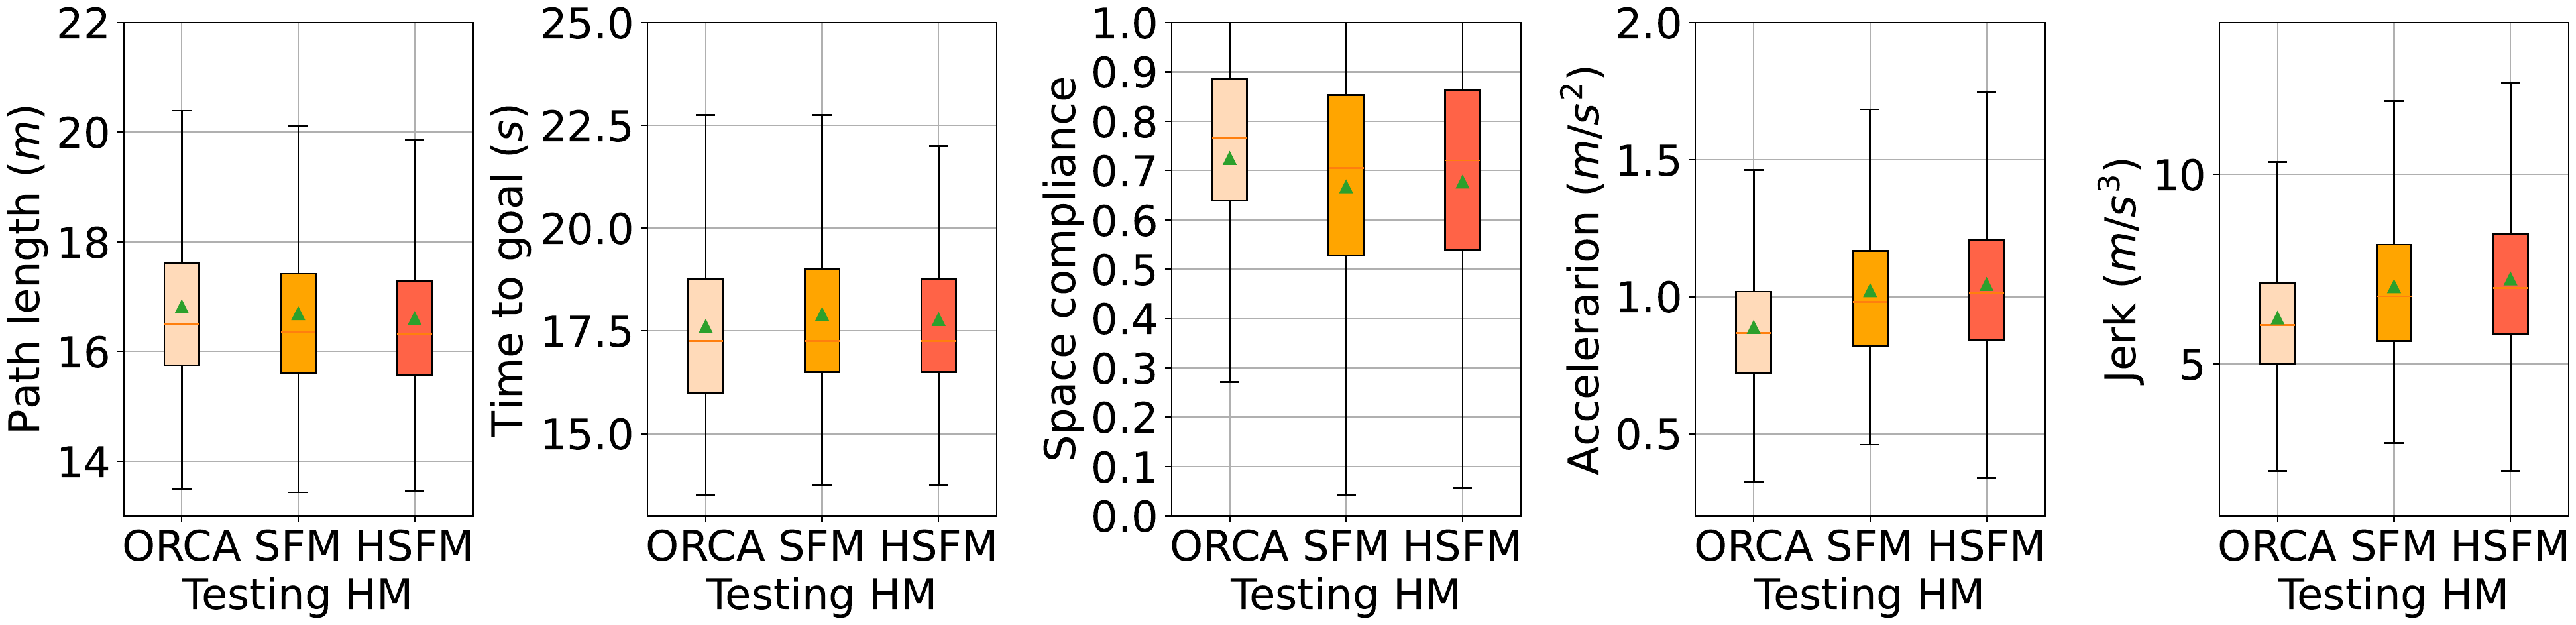 Path length (m)
22
20
18
16
14
ORCA SFM HSFM
Testing HM
Time to goal (s)
25.0
22.5
20.0
17.5
15.0
ORCA SFM HSFM
Testing HM
Space compliance
1.0
0.9
0.8
0.7
0.6
0.5
0.4
0.3
0.2
0.1
0.0
ORCA SFM HSFM
Testing HM
Accelerarion (m/s²)
2.0
1.5
1.0
0.5
ORCA SFM HSFM
Testing HM
Jerk (m/s³)
10
5
ORCA SFM HSFM
Testing HM